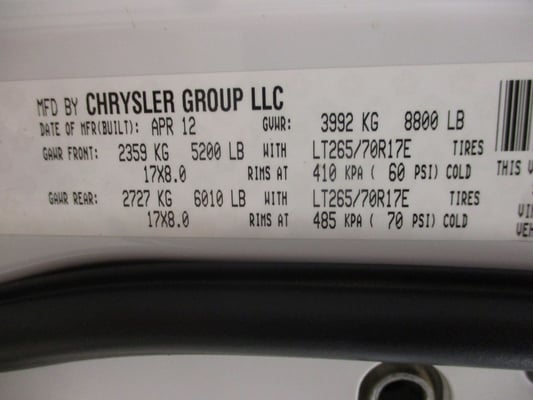 MFD BY CHRYSLER GROUP LLC
DATE OF MFR(BUILT): APR 12 GVWR: 3992 KG 8800 LB
GAWR FRONT: 2359 KG 5200 LB WITH LT265/70R17E TIRES
17X8.0 RIMS AT 410 KPA ( 60 PSI) COLD
GAWR REAR: 2727 KG 6010 LB WITH LT265/70R17E TIRES
17X8.0 RIMS AT 485 KPA ( 70 PSI) COLD
THIS